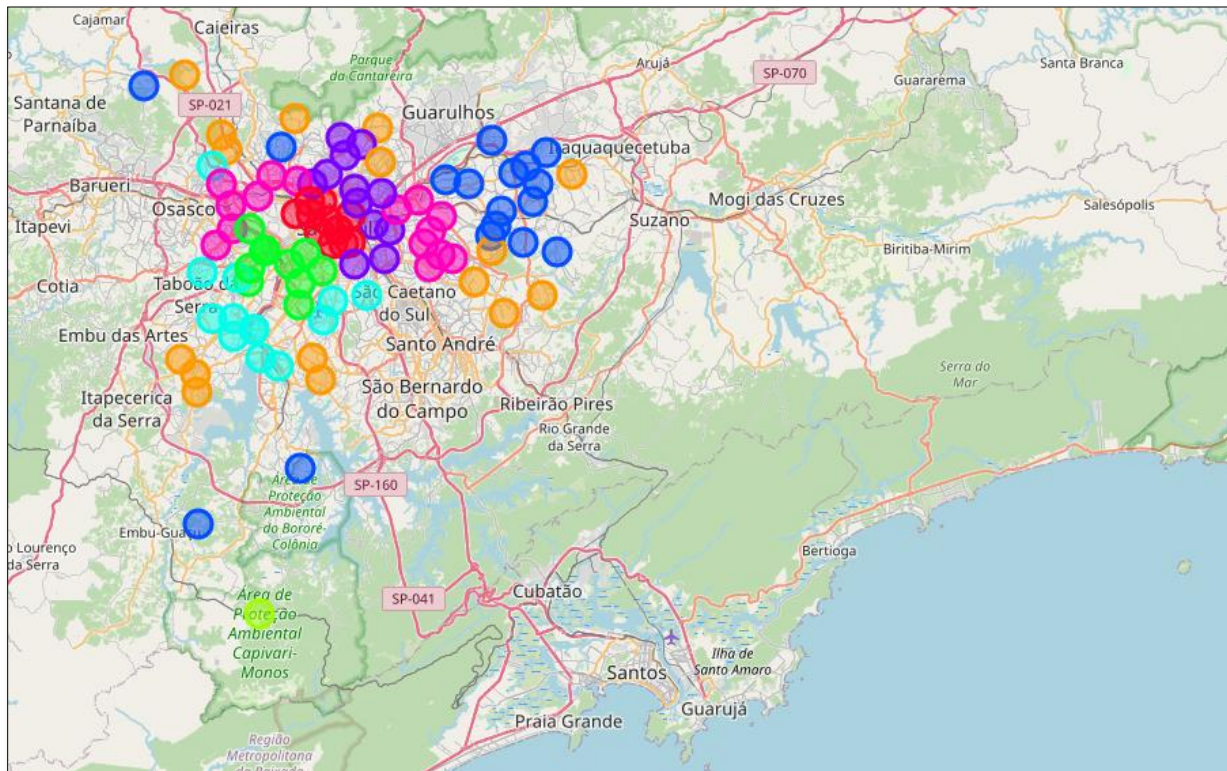 Cajamar
Caieiras
Parque
da Cantareira
Arujá
SP-070
Santa Branca
Guararema
Santana de
Parnaíba
SP-021
Guarulhos
Itaquaquecetuba
Barueri
Osasco
Itapevi
Suzano
Mogi das Cruzes
Salesópolis
Biritiba-Mirim
Cotia
Taboão da
Serra
São Caetano
do Sul
Embu das Artes
Santo André
Serra do
Mar
Itapecerica
da Serra
São Bernardo
do Campo
Ribeirão Pires
Rio Grande
da Serra
SP-160
Área de
Proteção
Ambiental
do Bororé-
Colônia
Embu-Guaçu
o Lourenço
da Serra
Bertioga
Cubatão
SP-041
Área de
Proteção
Ambiental
Capivari-
Monos
Ilha de
Santo Amaro
Santos
Guarujá
Praia Grande
Região
Metropolitana